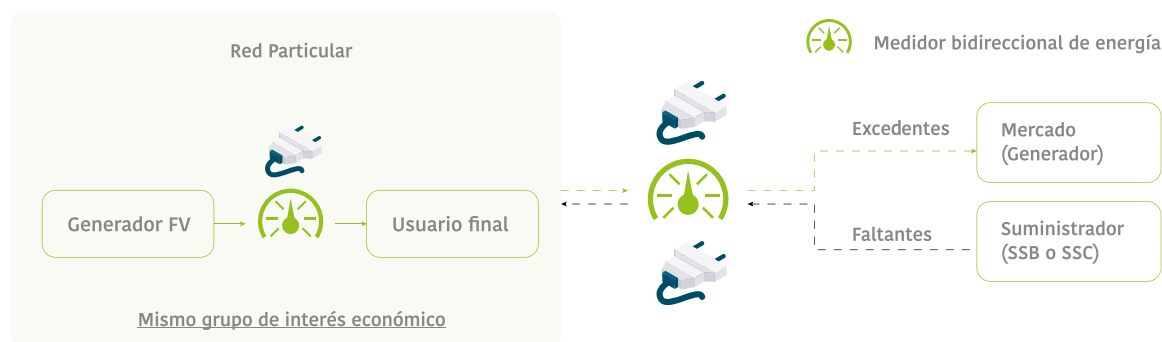 Red Particular
Medidor bidireccional de energía
Generador FV
Usuario final
Mismo grupo de interés económico
Excedentes
Mercado
(Generador)
Faltantes
Suministrador
(SSB o SSC)